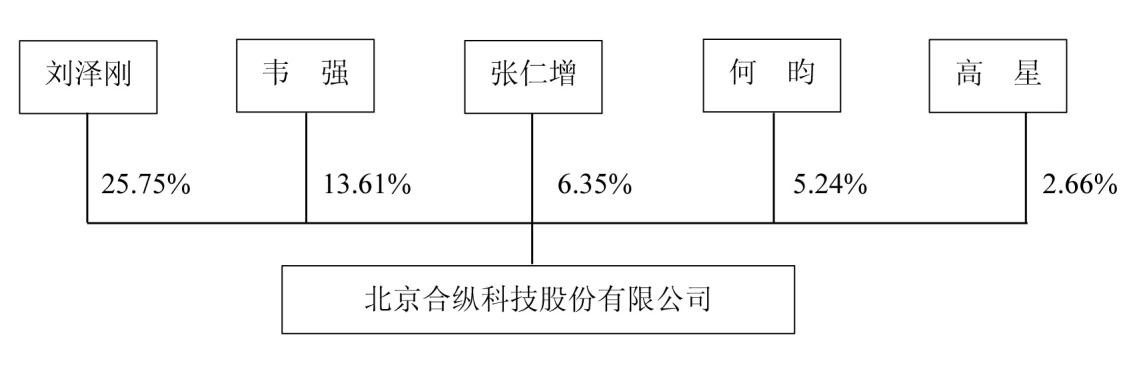 刘泽刚
韦 强
张仁增
何 昀
高 星
25.75%
13.61%
6.35%
5.24%
2.66%
北京合纵科技股份有限公司